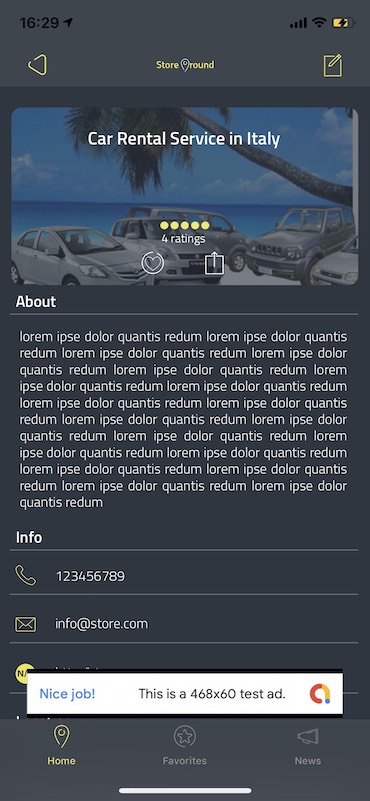 16:29
Store Around
Car Rental Service in Italy
4 ratings
About
lorem ipse dolor quantis redum lorem ipse dolor quantis
redum lorem ipse dolor quantis redum lorem ipse dolor
quantis redum lorem ipse dolor quantis redum lorem
ipse dolor quantis redum lorem ipse dolor quantis redum
lorem ipse dolor quantis redum lorem ipse dolor quantis
redum lorem ipse dolor quantis redum lorem ipse dolor
quantis redum lorem ipse dolor quantis redum lorem
ipse dolor quantis redum lorem ipse dolor quantis redum
lorem ipse dolor quantis redum lorem ipse dolor quantis
redum lorem ipse dolor quantis redum lorem ipse dolor
quantis redum
Info
123456789
info@store.com
Nice job!
This is a 468x60 test ad.
Home
Favorites
News